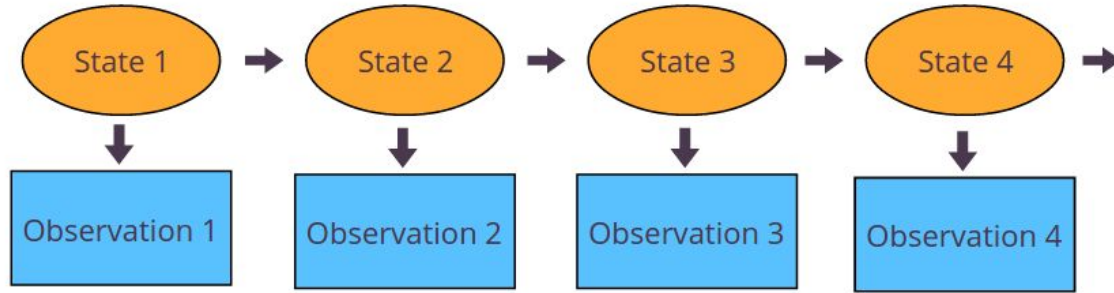 State 1
State 2
State 3
State 4
Observation 1
Observation 2
Observation 3
Observation 4